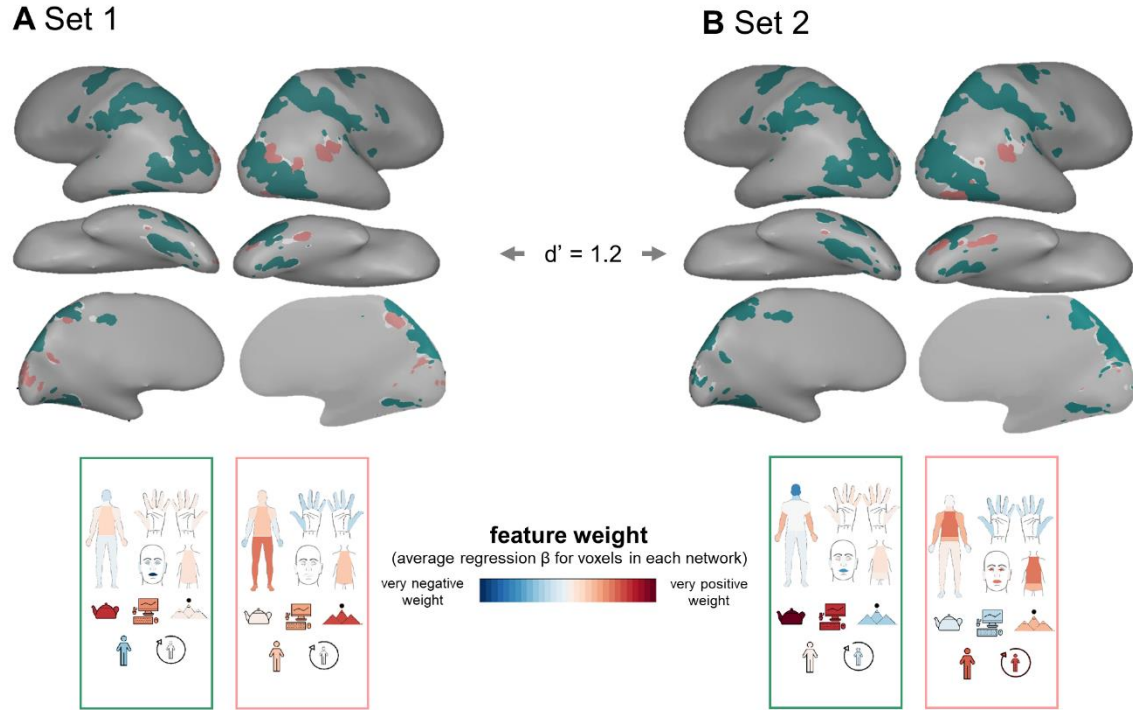 A Set 1
B Set 2
d’ = 1.2
feature weight
(average regression β for voxels in each network)
very negative
weight
very positive
weight